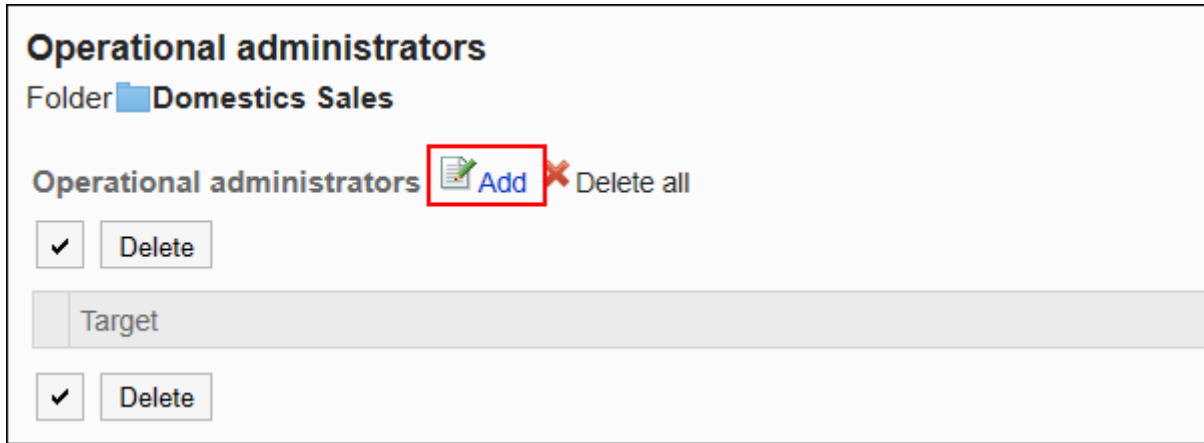 Operational administrators
Folder Domestics Sales
Operational administrators Add Delete all
Delete
Target
Delete